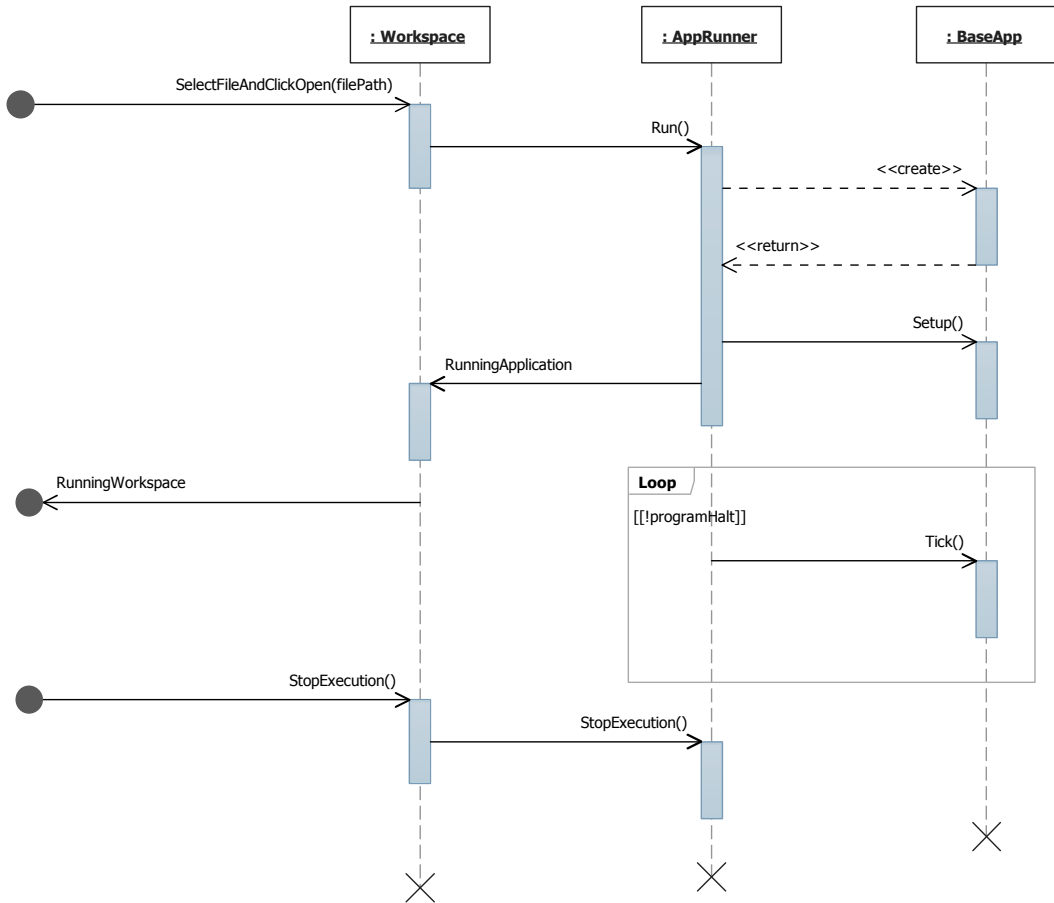 : Workspace
: AppRunner
: BaseApp
SelectFileAndClickOpen(filePath)
Run()
<<create>>
<<return>>
Setup()
RunningApplication
RunningWorkspace
Loop
[[!programHalt]]
Tick()
StopExecution()
StopExecution()